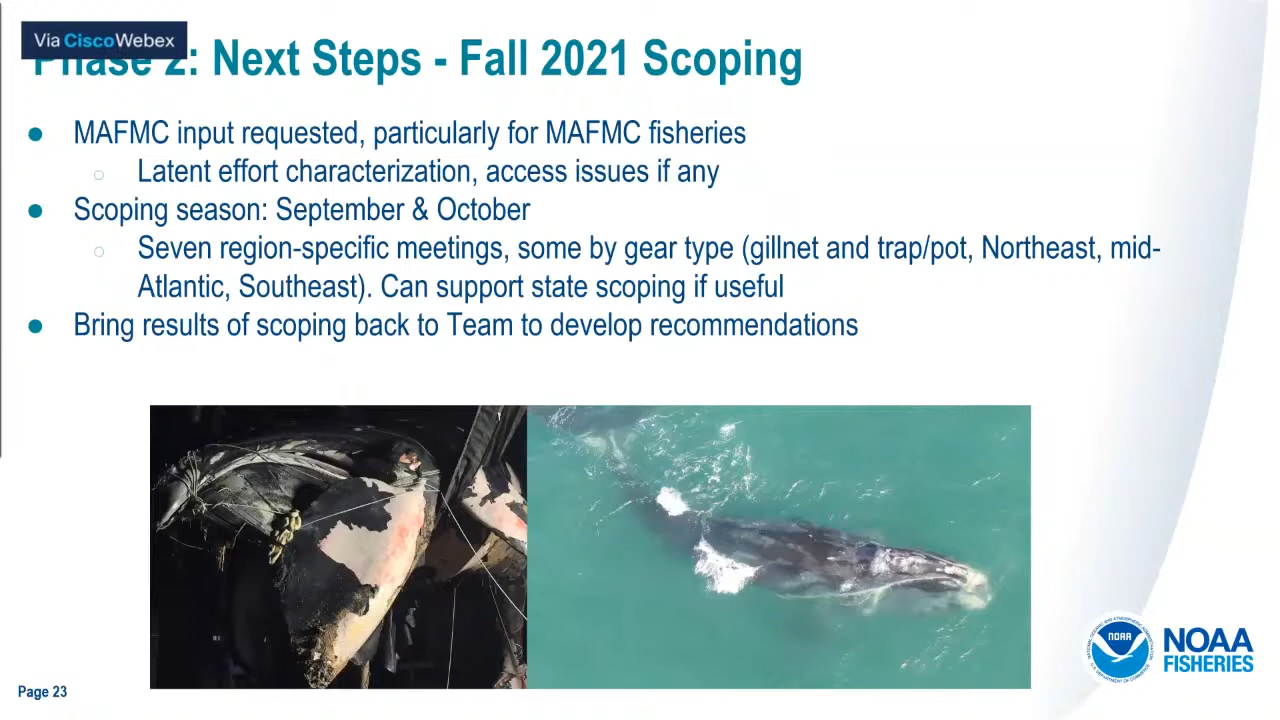 Via Cisco Webex
Phase 2: Next Steps - Fall 2021 Scoping
● MAFMC input requested, particularly for MAFMC fisheries
○ Latent effort characterization, access issues if any
● Scoping season: September & October
○ Seven region-specific meetings, some by gear type (gillnet and trap/pot, Northeast, mid-
Atlantic, Southeast). Can support state scoping if useful
● Bring results of scoping back to Team to develop recommendations
NOAA
NOAA
FISHERIES
Page 23